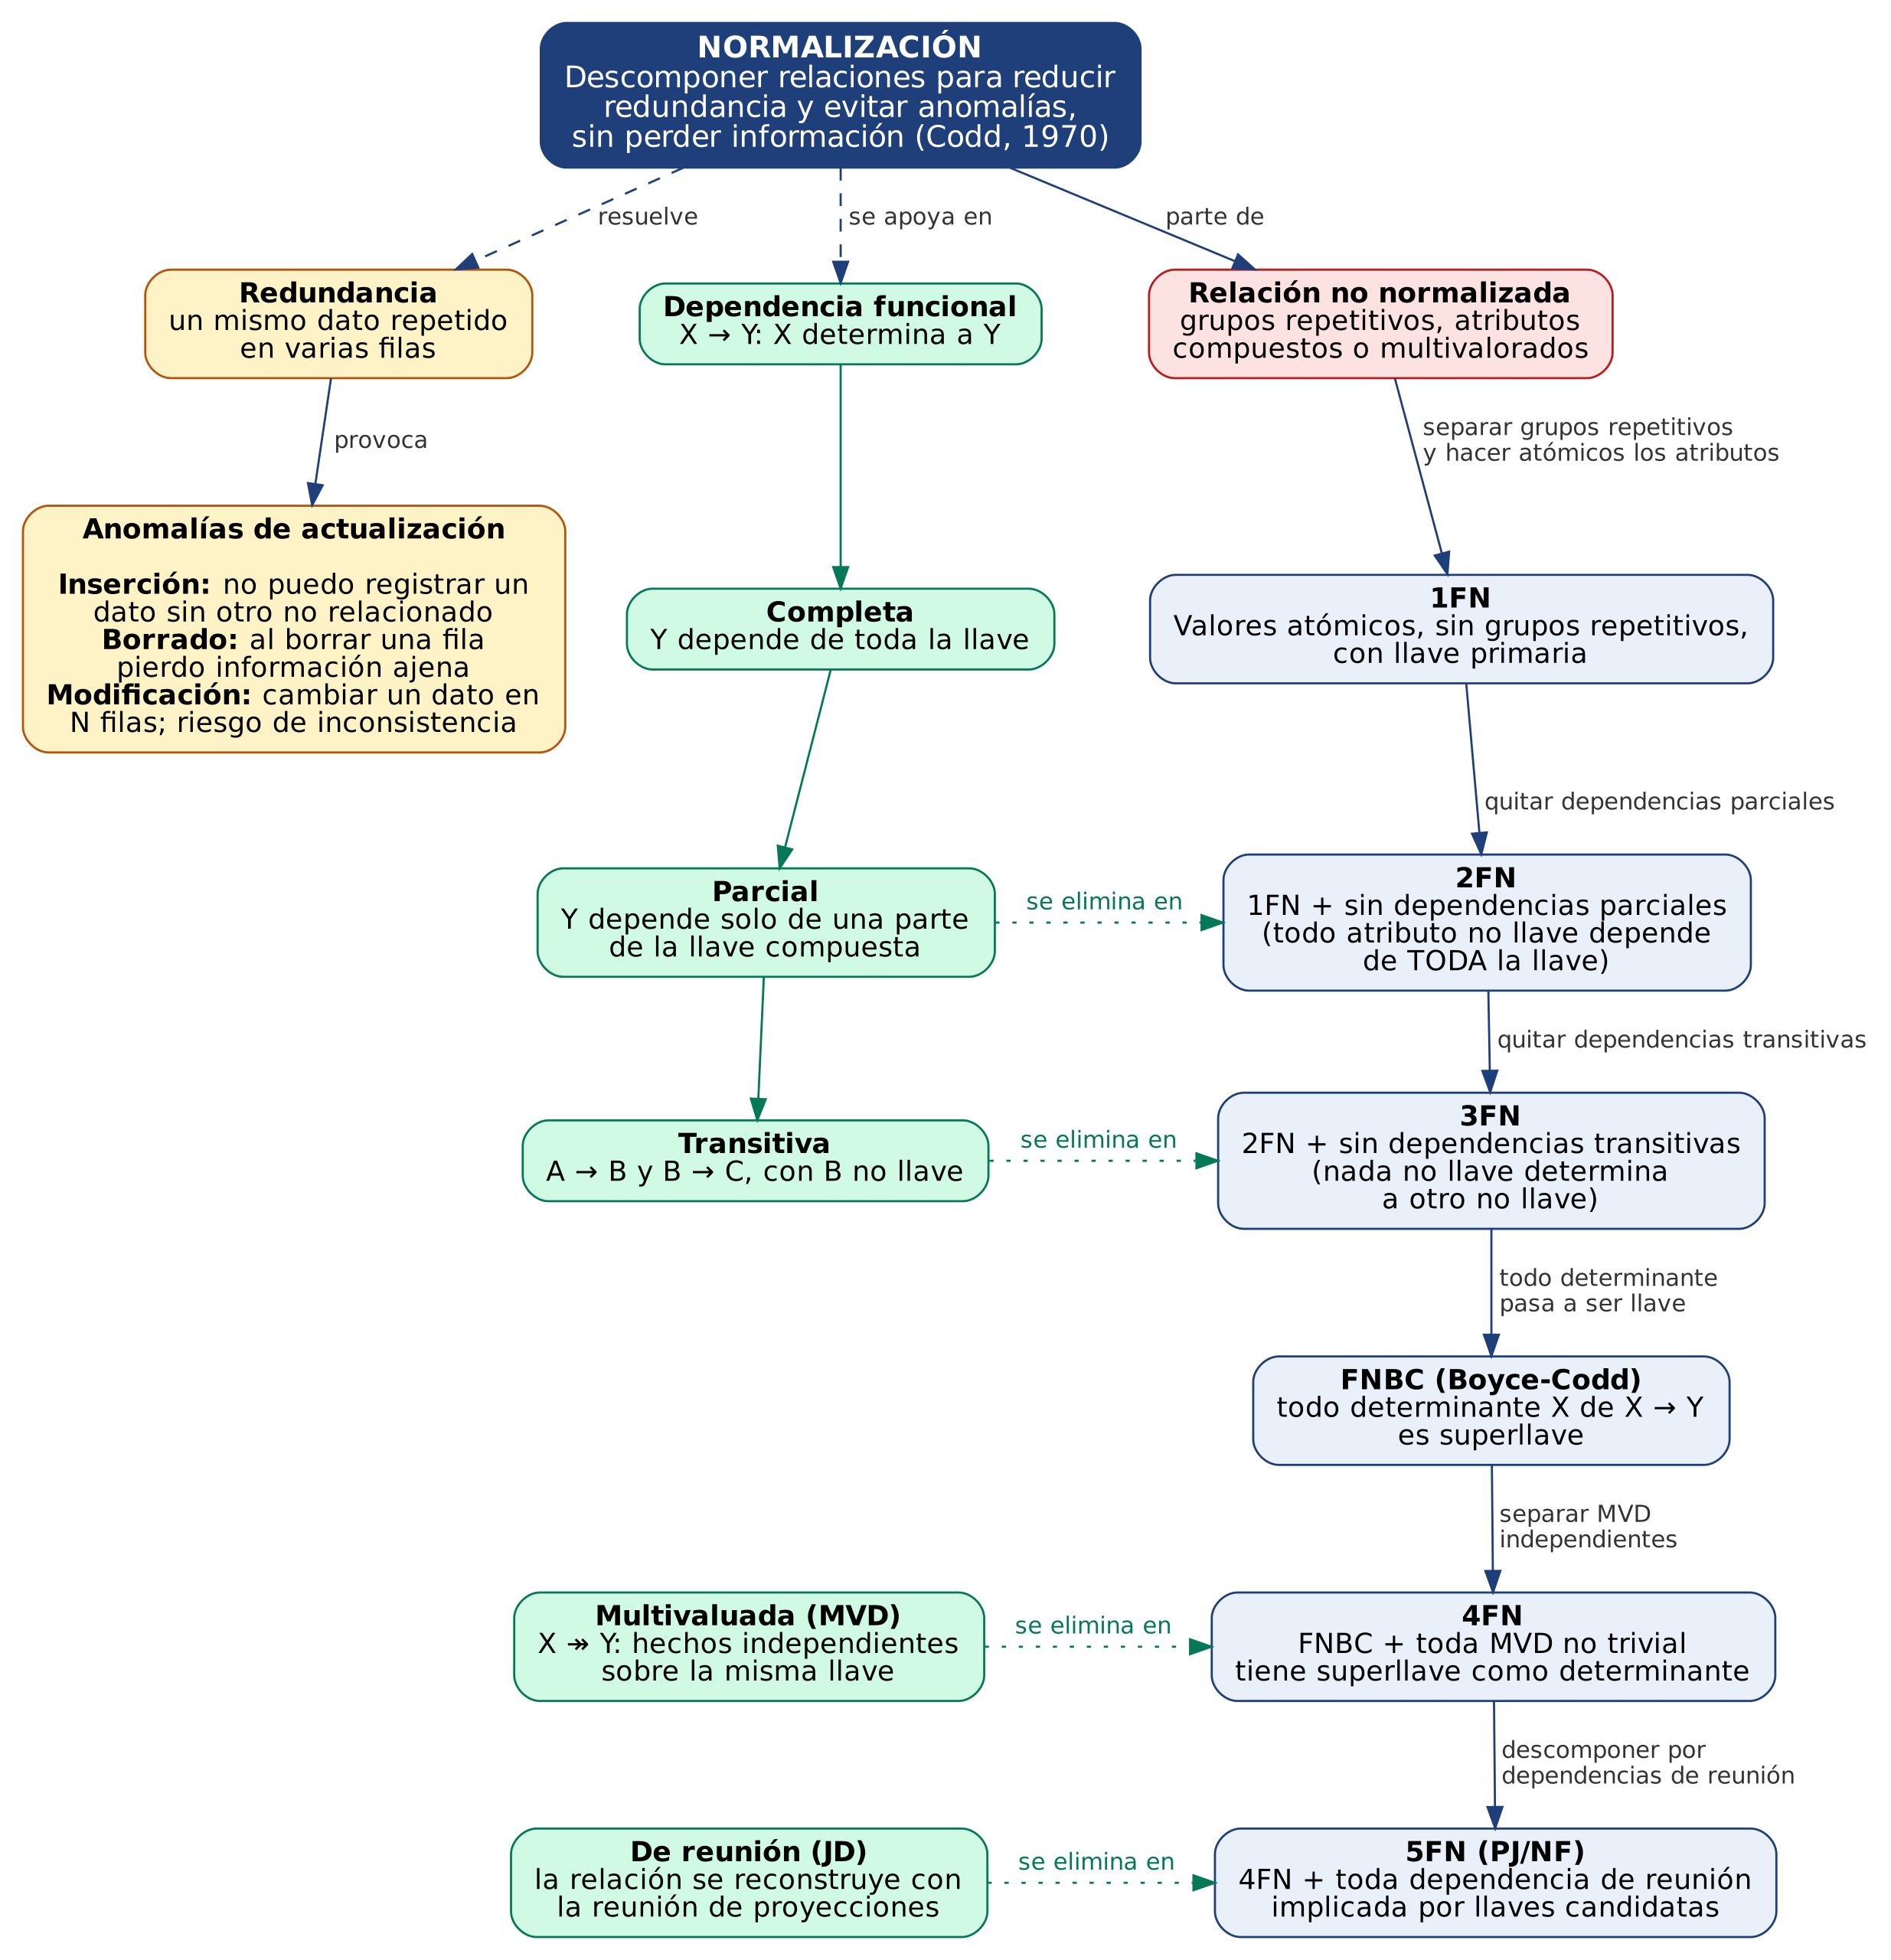 NORMALIZACIÓN
Descomponer relaciones para reducir
redundancia y evitar anomalías,
sin perder información (Codd, 1970)
resuelve
se apoya en
parte de
Redundancia
un mismo dato repetido
en varias filas
Dependencia funcional
X → Y: X determina a Y
Relación no normalizada
grupos repetitivos, atributos
compuestos o multivalorados
provoca
separar grupos repetitivos
y hacer atómicos los atributos
Anomalías de actualización
Inserción: no puedo registrar un
dato sin otro no relacionado
Borrado: al borrar una fila
pierdo información ajena
Modificación: cambiar un dato en
N filas; riesgo de inconsistencia
Completa
Y depende de toda la llave
1FN
Valores atómicos, sin grupos repetitivos,
con llave primaria
quitar dependencias parciales
Parcial
Y depende solo de una parte
de la llave compuesta
se elimina en
2FN
1FN + sin dependencias parciales
(todo atributo no llave depende
de TODA la llave)
quitar dependencias transitivas
Transitiva
A → B y B → C, con B no llave
se elimina en
3FN
2FN + sin dependencias transitivas
(nada no llave determina
a otro no llave)
todo determinante
pasa a ser llave
FNBC (Boyce-Codd)
todo determinante X de X → Y
es superllave
separar MVD
independientes
Multivaluada (MVD)
X ↠ Y: hechos independientes
sobre la misma llave
se elimina en
4FN
FNBC + toda MVD no trivial
tiene superllave como determinante
descomponer por
dependencias de reunión
De reunión (JD)
la relación se reconstruye con
la reunión de proyecciones
se elimina en
5FN (PJ/NF)
4FN + toda dependencia de reunión
implicada por llaves candidatas